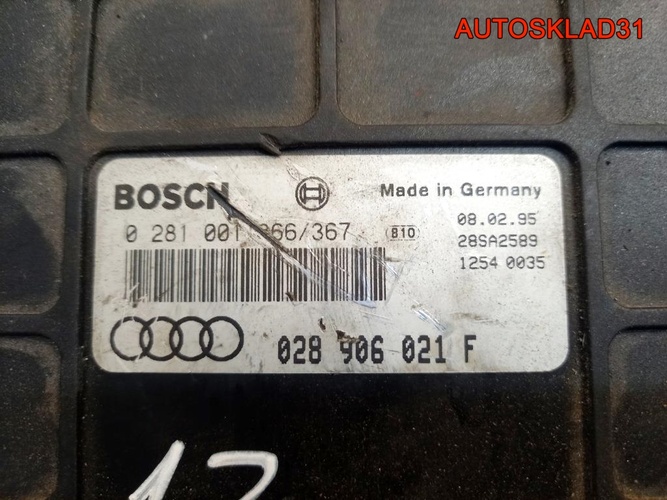 AUTOSKLAD31
BOSCH
Made in Germany
0 281 001 366/367
810
08.02.95
28SA2589
1254 0035
028 906 021 F